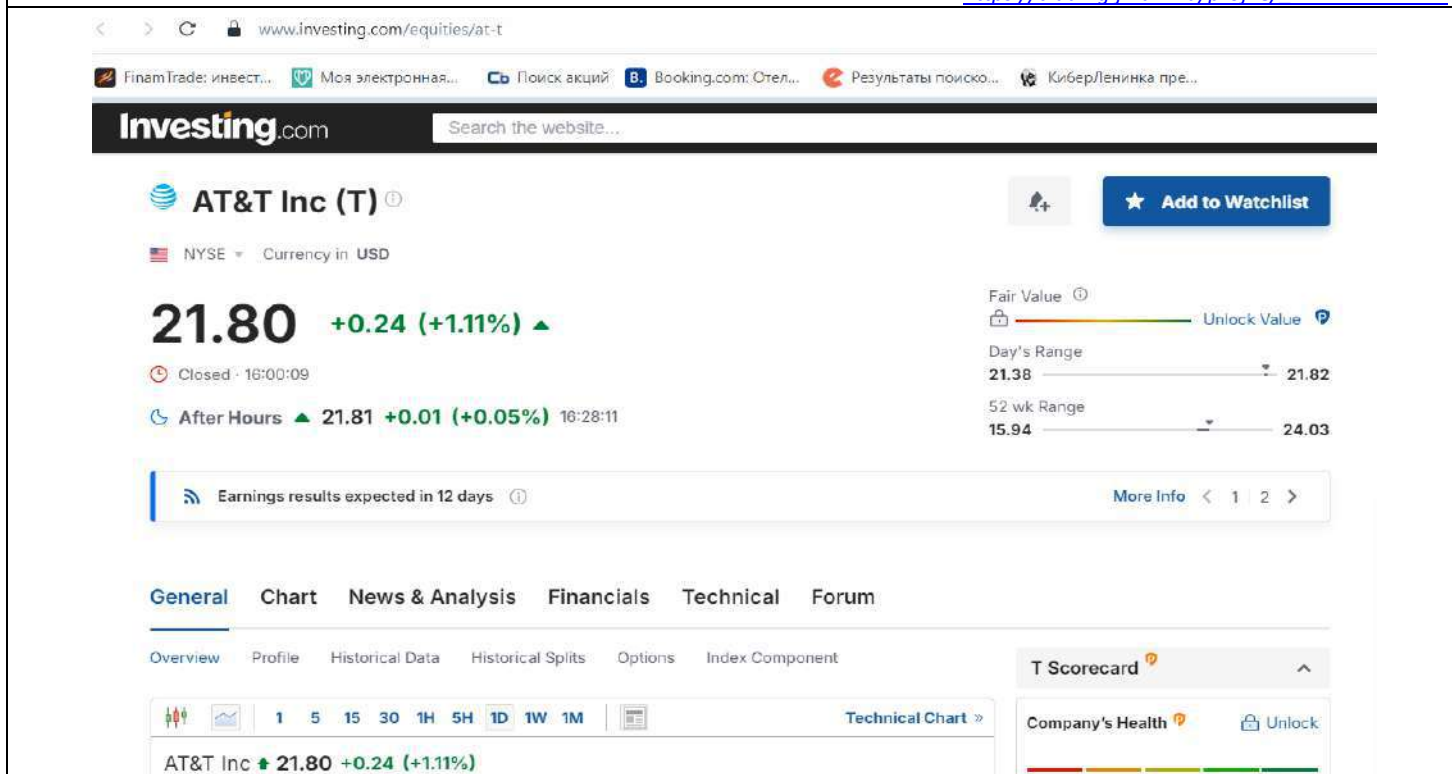 www.investing.com/equities/at-t
FinamTrade: инвест... Моя электронная... Сь Поиск акций B. Booking.com: Отел... Результаты поиско... КиберЛенинка пре...
Investing.com Search the website...
AT&T Inc (T)
Add to Watchlist
NYSE Currency in USD
21.80 +0.24 (+1.11%)
Closed · 16:00:09
After Hours 21.81 +0.01 (+0.05%) 16:28:11
Fair Value
Unlock Value
Day's Range
21.38 21.82
52 wk Range
15.94 24.03
Earnings results expected in 12 days More Info < 1 2 >
General Chart News & Analysis Financials Technical Forum
Overview Profile Historical Data Historical Splits Options Index Component
T Scorecard
1 5 15 30 1H 5H 1D 1W 1M Technical Chart »
Company's Health Unlock
AT&T Inc 21.80 +0.24 (+1.11%)